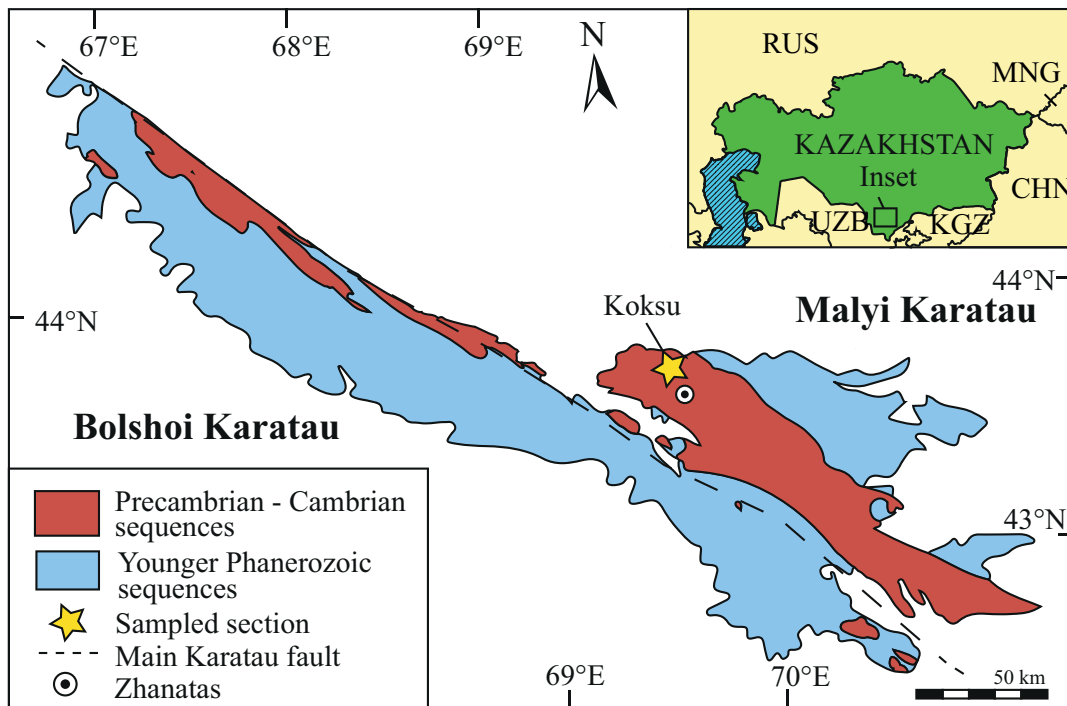 67°E
68°E
69°E
N
RUS
MNG
KAZAKHSTAN
Inset
CHN
UZB
KGZ
44°N
44°N
Koksu
Malyi Karatau
Bolshoi Karatau
43°N
Precambrian - Cambrian
sequences
Younger Phanerozoic
sequences
Sampled section
Main Karatau fault
Zhanatas
69°E
70°E
50 km